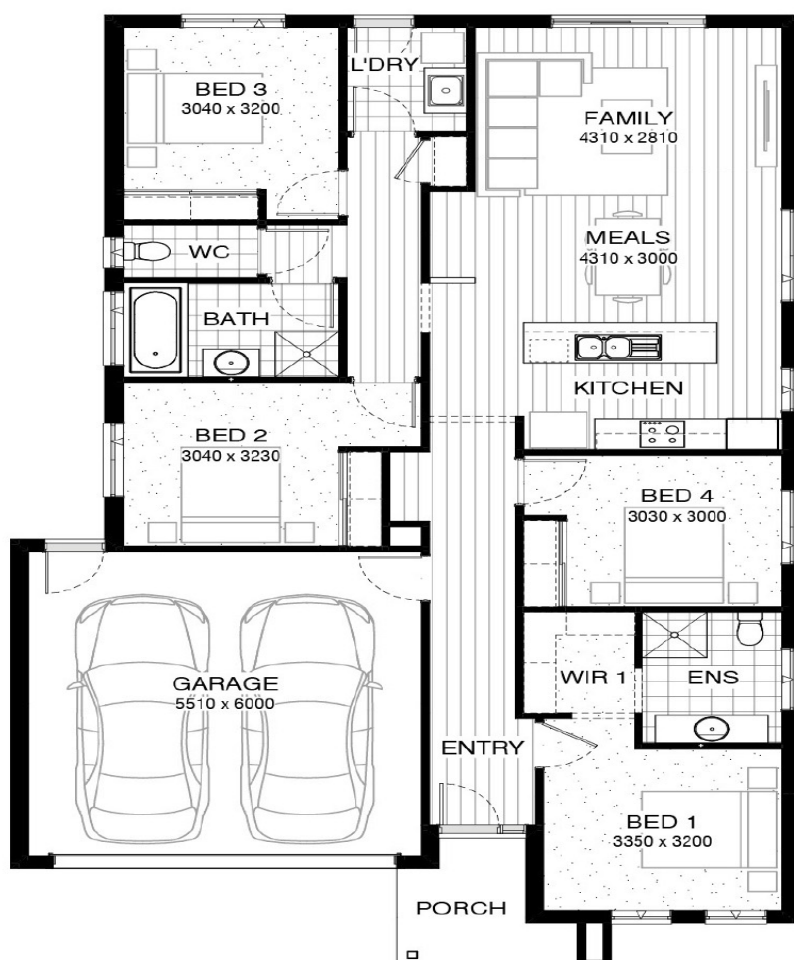 BED 3
3040 x 3200
L'DRY
FAMILY
4310 x 2810
WC
MEALS
4310 x 3000
BATH
KITCHEN
BED 2
3040 x 3230
BED 4
3030 x 3000
GARAGE
5510 x 6000
WIR 1
ENS
ENTRY
BED 1
3350 x 3200
PORCH